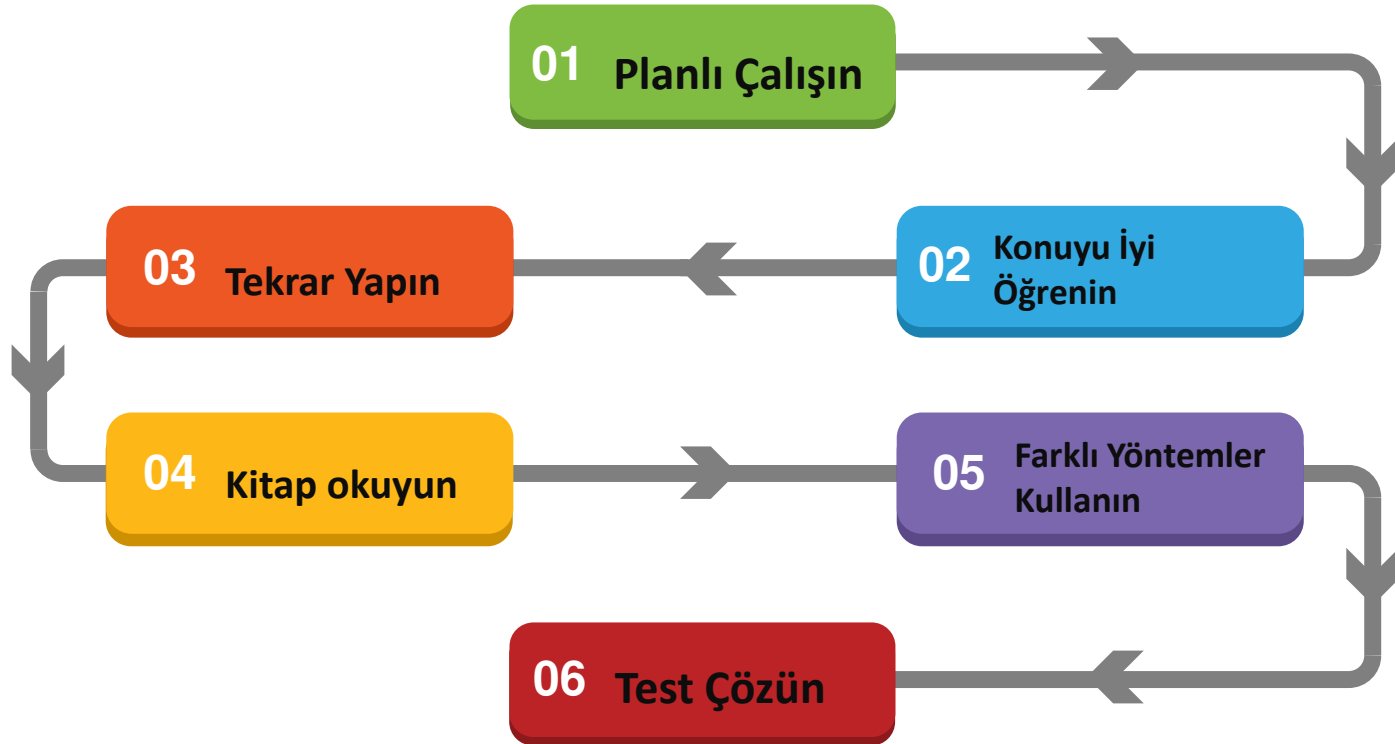 01 Planlı Çalışın
02 Konuyu İyi
Öğrenin
03 Tekrar Yapın
04 Kitap okuyun
05 Farklı Yöntemler
Kullanın
06 Test Çözün